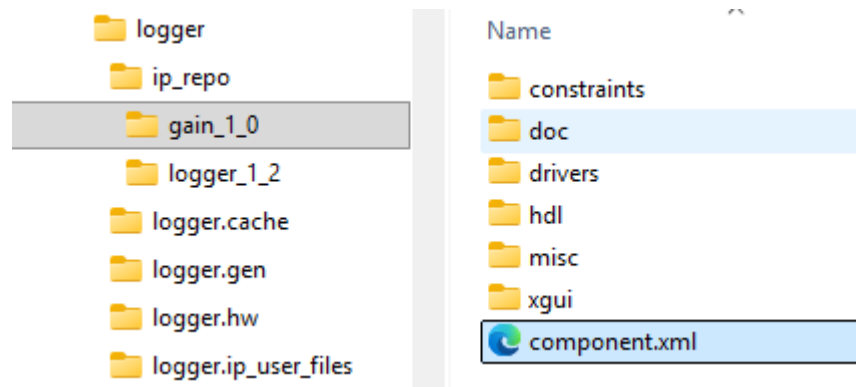 logger
ip_repo
gain_1_0
logger_1_2
logger.cache
logger.gen
logger.hw
logger.ip_user_files
Name
constraints
doc
drivers
hdl
misc
xgui
component.xml